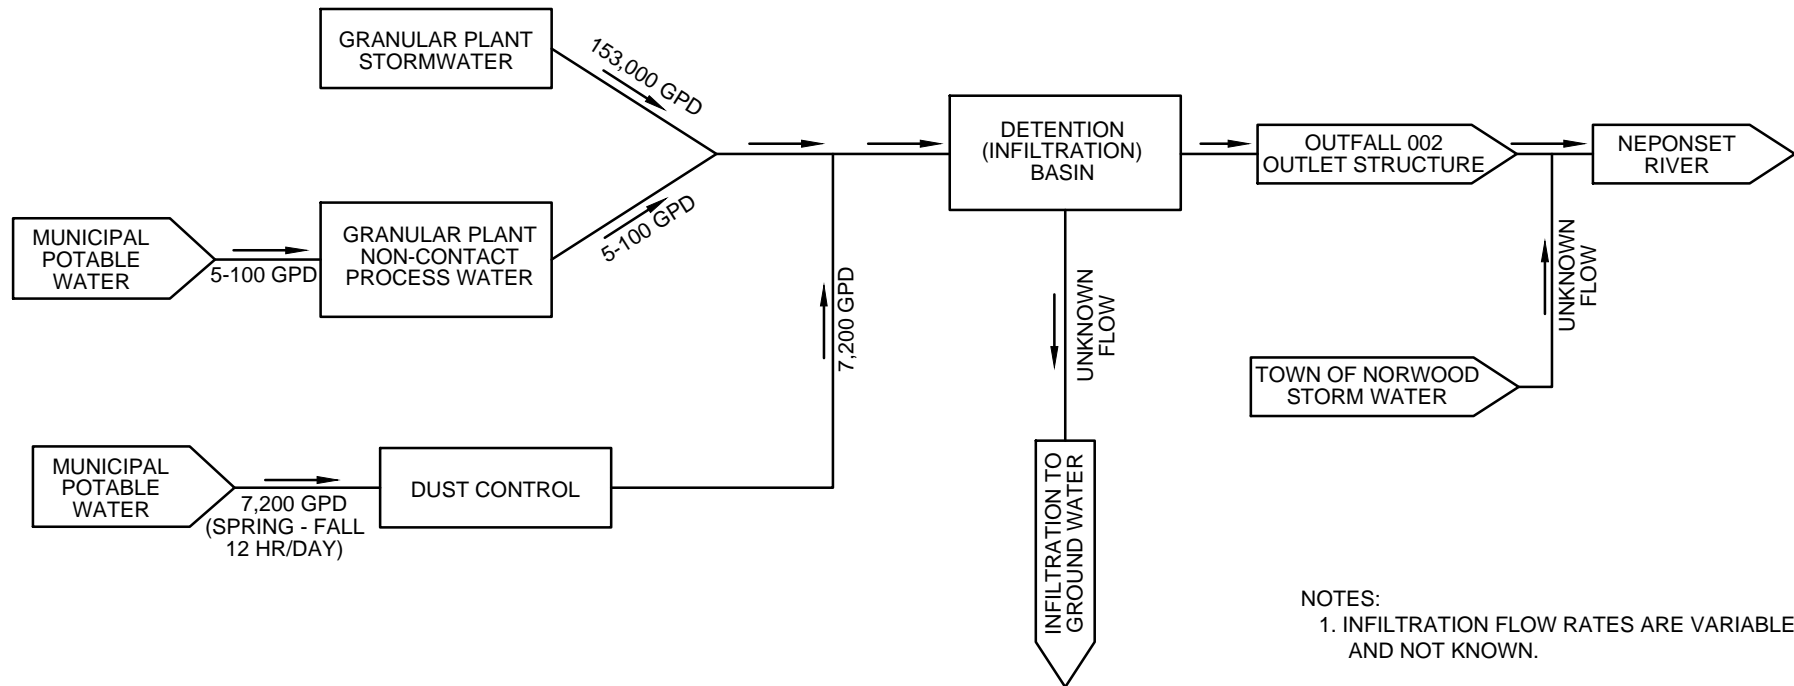 GRANULAR PLANT
STORMWATER
153,000 GPD
MUNICIPAL
POTABLE
WATER
5-100 GPD
GRANULAR PLANT
NON-CONTACT
PROCESS WATER
5-100 GPD
MUNICIPAL
POTABLE
WATER
7,200 GPD
(SPRING - FALL
12 HR/DAY)
DUST CONTROL
7,200 GPD
DETENTION
(INFILTRATION)
BASIN
UNKNOWN
FLOW
INFILTRATION TO
GROUND WATER
OUTFALL 002
OUTLET STRUCTURE
TOWN OF NORWOOD
STORM WATER
UNKNOWN
FLOW
NEPONSET
RIVER
NOTES:
1. INFILTRATION FLOW RATES ARE VARIABLE
AND NOT KNOWN.